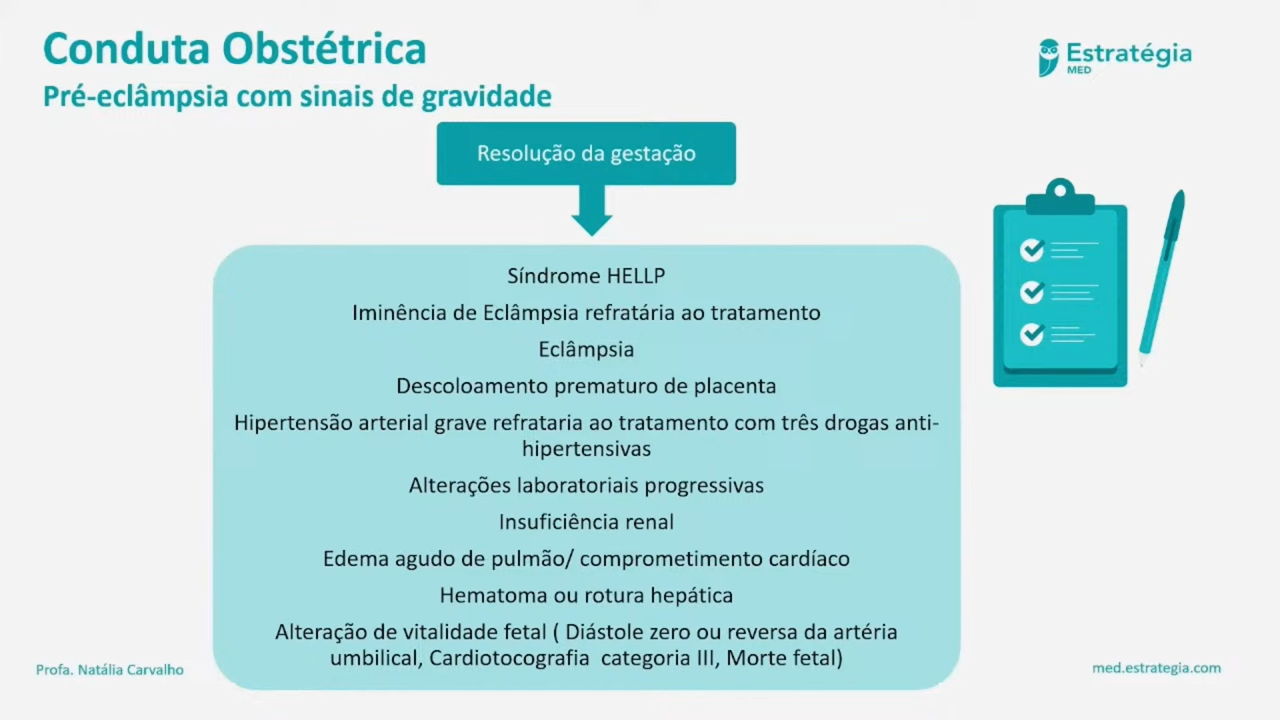 Conduta Obstétrica
Pré-eclâmpsia com sinais de gravidade
Estratégia
MED
Resolução da gestação
Síndrome HELLP
Iminência de Eclâmpsia refratária ao tratamento
Eclâmpsia
Descoloamento prematuro de placenta
Hipertensão arterial grave refrataria ao tratamento com três drogas anti-
hipertensivas
Alterações laboratoriais progressivas
Insuficiência renal
Edema agudo de pulmão/ comprometimento cardíaco
Hematoma ou rotura hepática
Alteração de vitalidade fetal ( Diástole zero ou reversa da artéria
umbilical, Cardiotocografia categoria III, Morte fetal)
Profa. Natália Carvalho
med.estrategia.com